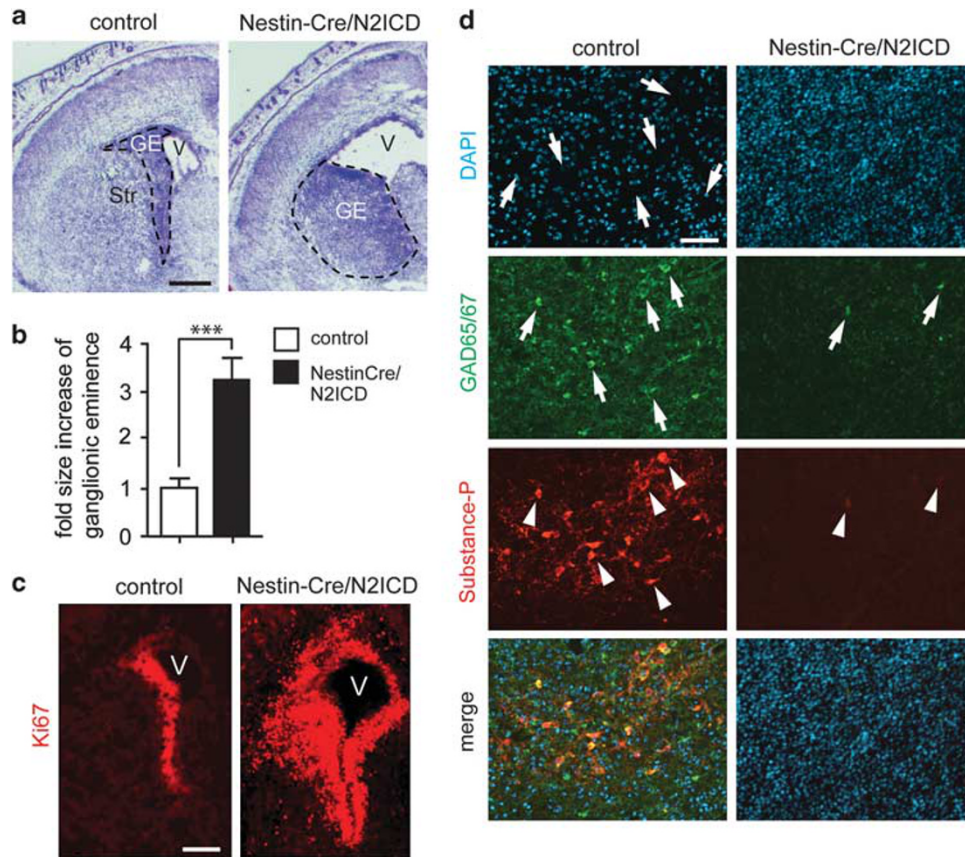 a
control
Nestin-Cre/N2ICD
GE
V
Str
V
GE
b
fold size increase of
ganglionic eminence
4
3
2
1
0
***
control
NestinCre/
N2ICD
c
control
Nestin-Cre/N2ICD
Ki67
V
V
d
control
Nestin-Cre/N2ICD
DAPI
GAD65/67
Substance-P
merge